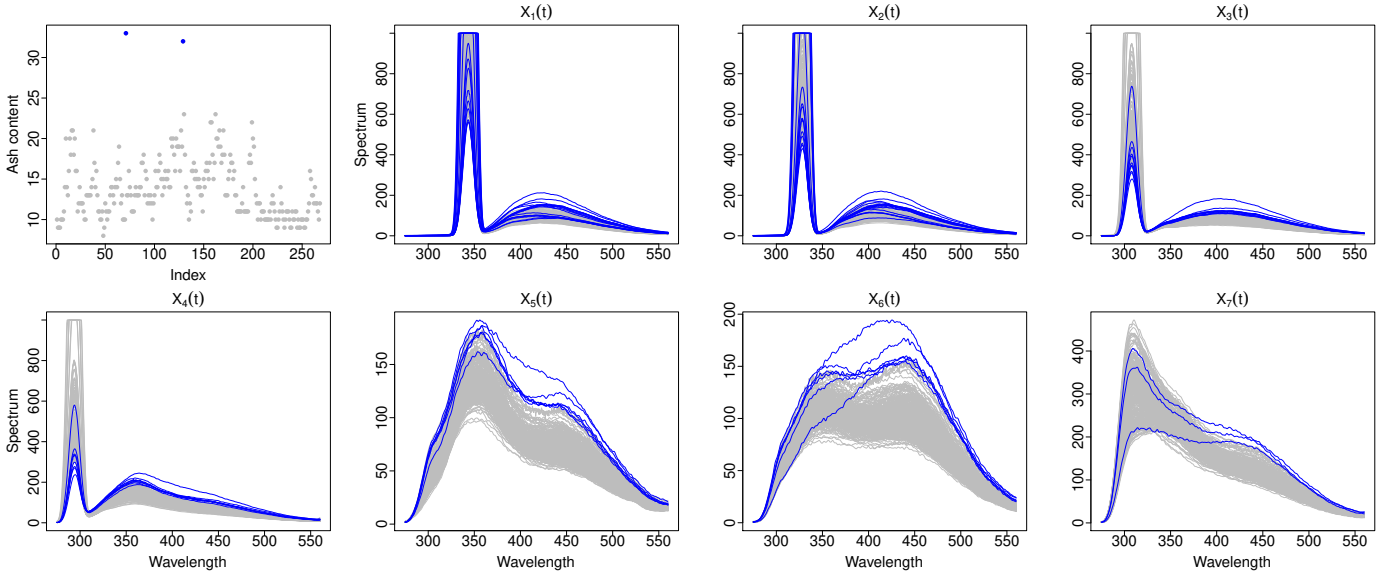 X1(t)
X2(t)
X3(t)
Ash content
10 15 20 25 30
0 50 100 150 200 250
Index
Spectrum
0 200 400 600 800
300 350 400 450 500 550
0 200 400 600 800
300 350 400 450 500 550
0 200 400 600 800
300 350 400 450 500 550
X4(t)
X5(t)
X6(t)
X7(t)
Spectrum
0 200 400 600 800
300 350 400 450 500 550
Wavelength
0 50 100 150
300 350 400 450 500 550
Wavelength
0 50 100 150 200
300 350 400 450 500 550
Wavelength
0 100 200 300 400
300 350 400 450 500 550
Wavelength